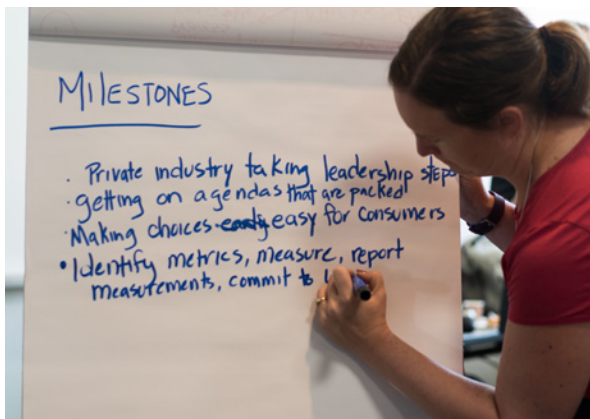 MILESTONES
· Private industry taking leadership steps
· getting on agendas that are packed
· Making choices easy for consumers
• Identify metrics, measure, report
measurements, commit to